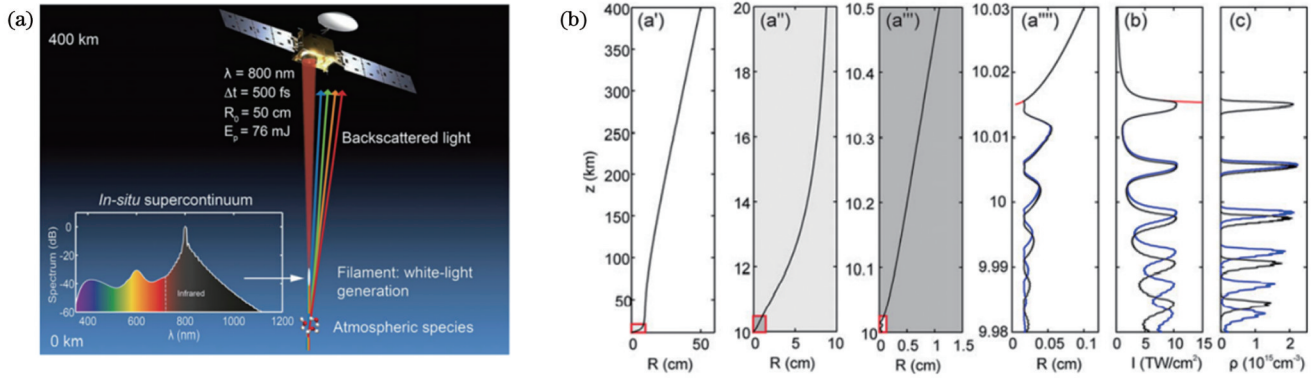 (a)
400 km
λ = 800 nm
Δt = 500 fs
R₀ = 50 cm
Eₚ = 76 mJ
Backscattered light
In-situ supercontinuum
Spectrum (dB)
0
-20
-40
-60
Infrared
400 600 800 1000 1200
λ (nm)
Filament: white-light
generation
Atmospheric species
0 km
(b)
z (km)
(a')
400
350
300
250
200
150
100
50
0 50
R (cm)
(a'')
20
18
16
14
12
10
0 5 10
R (cm)
(a''')
10.5
10.4
10.3
10.2
10.1
10.0
0 0.5 1.0 1.5
R (cm)
(a'''')
10.03
10.02
10.01
10
9.99
9.98
0 0.05 0.1
R (cm)
(b)
0 5 10 15
I (TW/cm²)
(c)
0 1 2
ρ (10¹⁵cm⁻³)